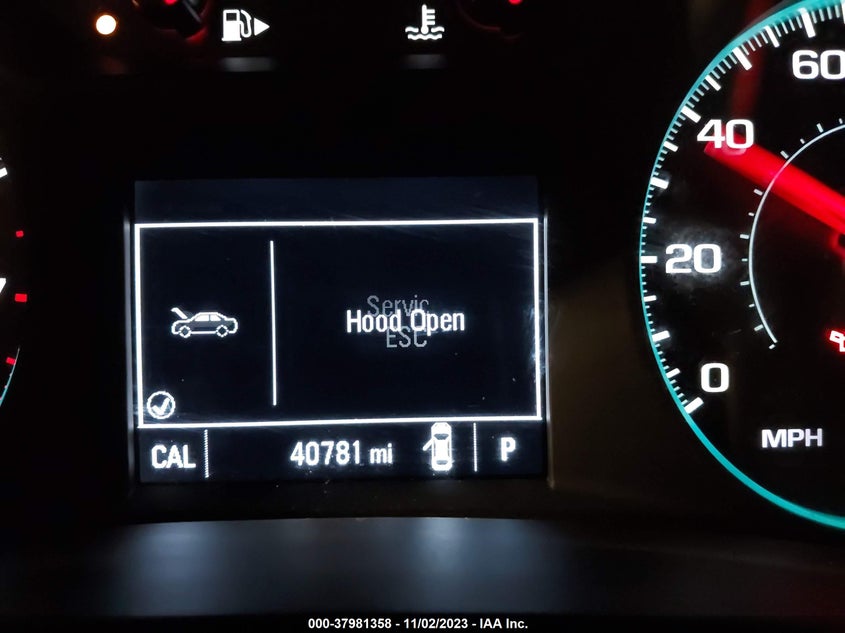 60
40
20
0
MPH
Servic
Hood Open
ESC
CAL
40781 mi
P
000-37981358 - 11/02/2023 - IAA Inc.